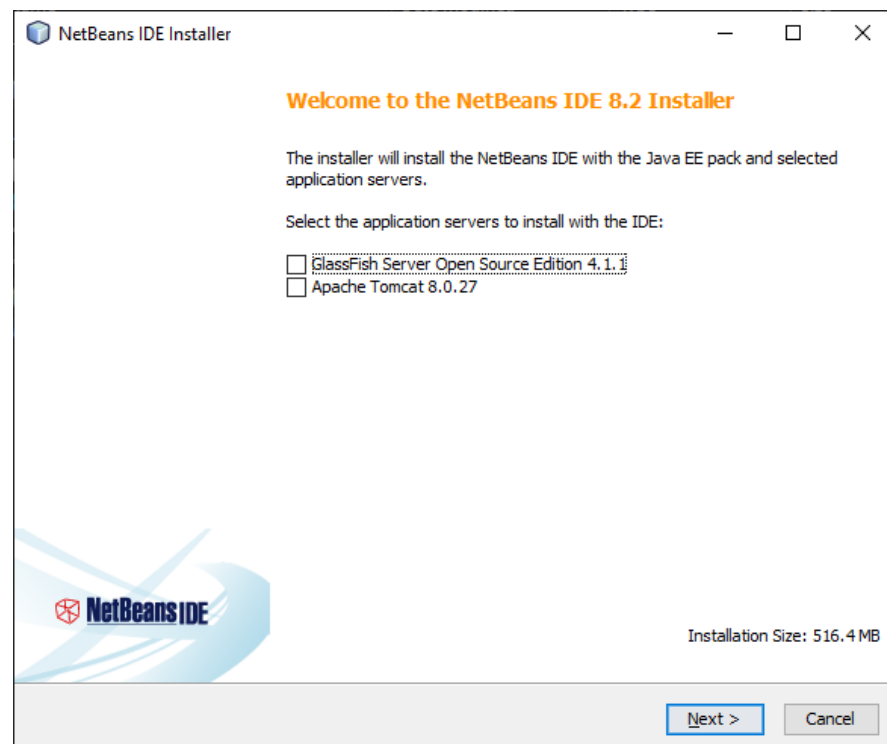 NetBeans IDE Installer
Welcome to the NetBeans IDE 8.2 Installer
The installer will install the NetBeans IDE with the Java EE pack and selected
application servers.
Select the application servers to install with the IDE:
GlassFish Server Open Source Edition 4.1.1
Apache Tomcat 8.0.27
NetBeans IDE
Installation Size: 516.4 MB
Next >
Cancel